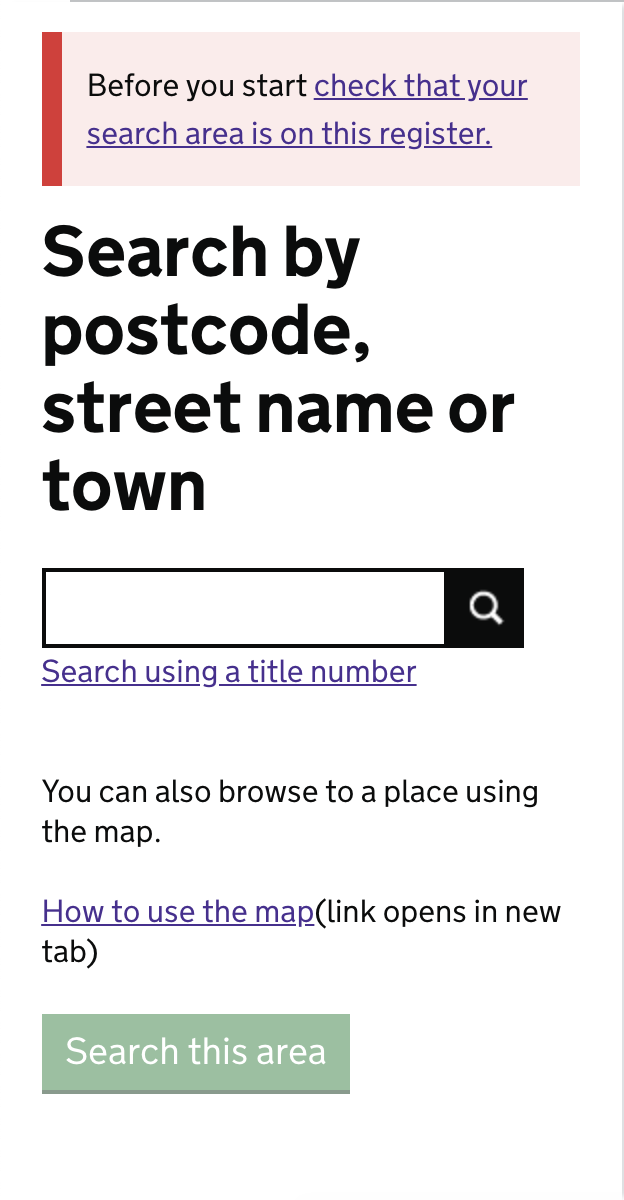 Before you start check that your
search area is on this register.
Search by
postcode,
street name or
town
Search using a title number
You can also browse to a place using
the map.
How to use the map(link opens in new
tab)
Search this area